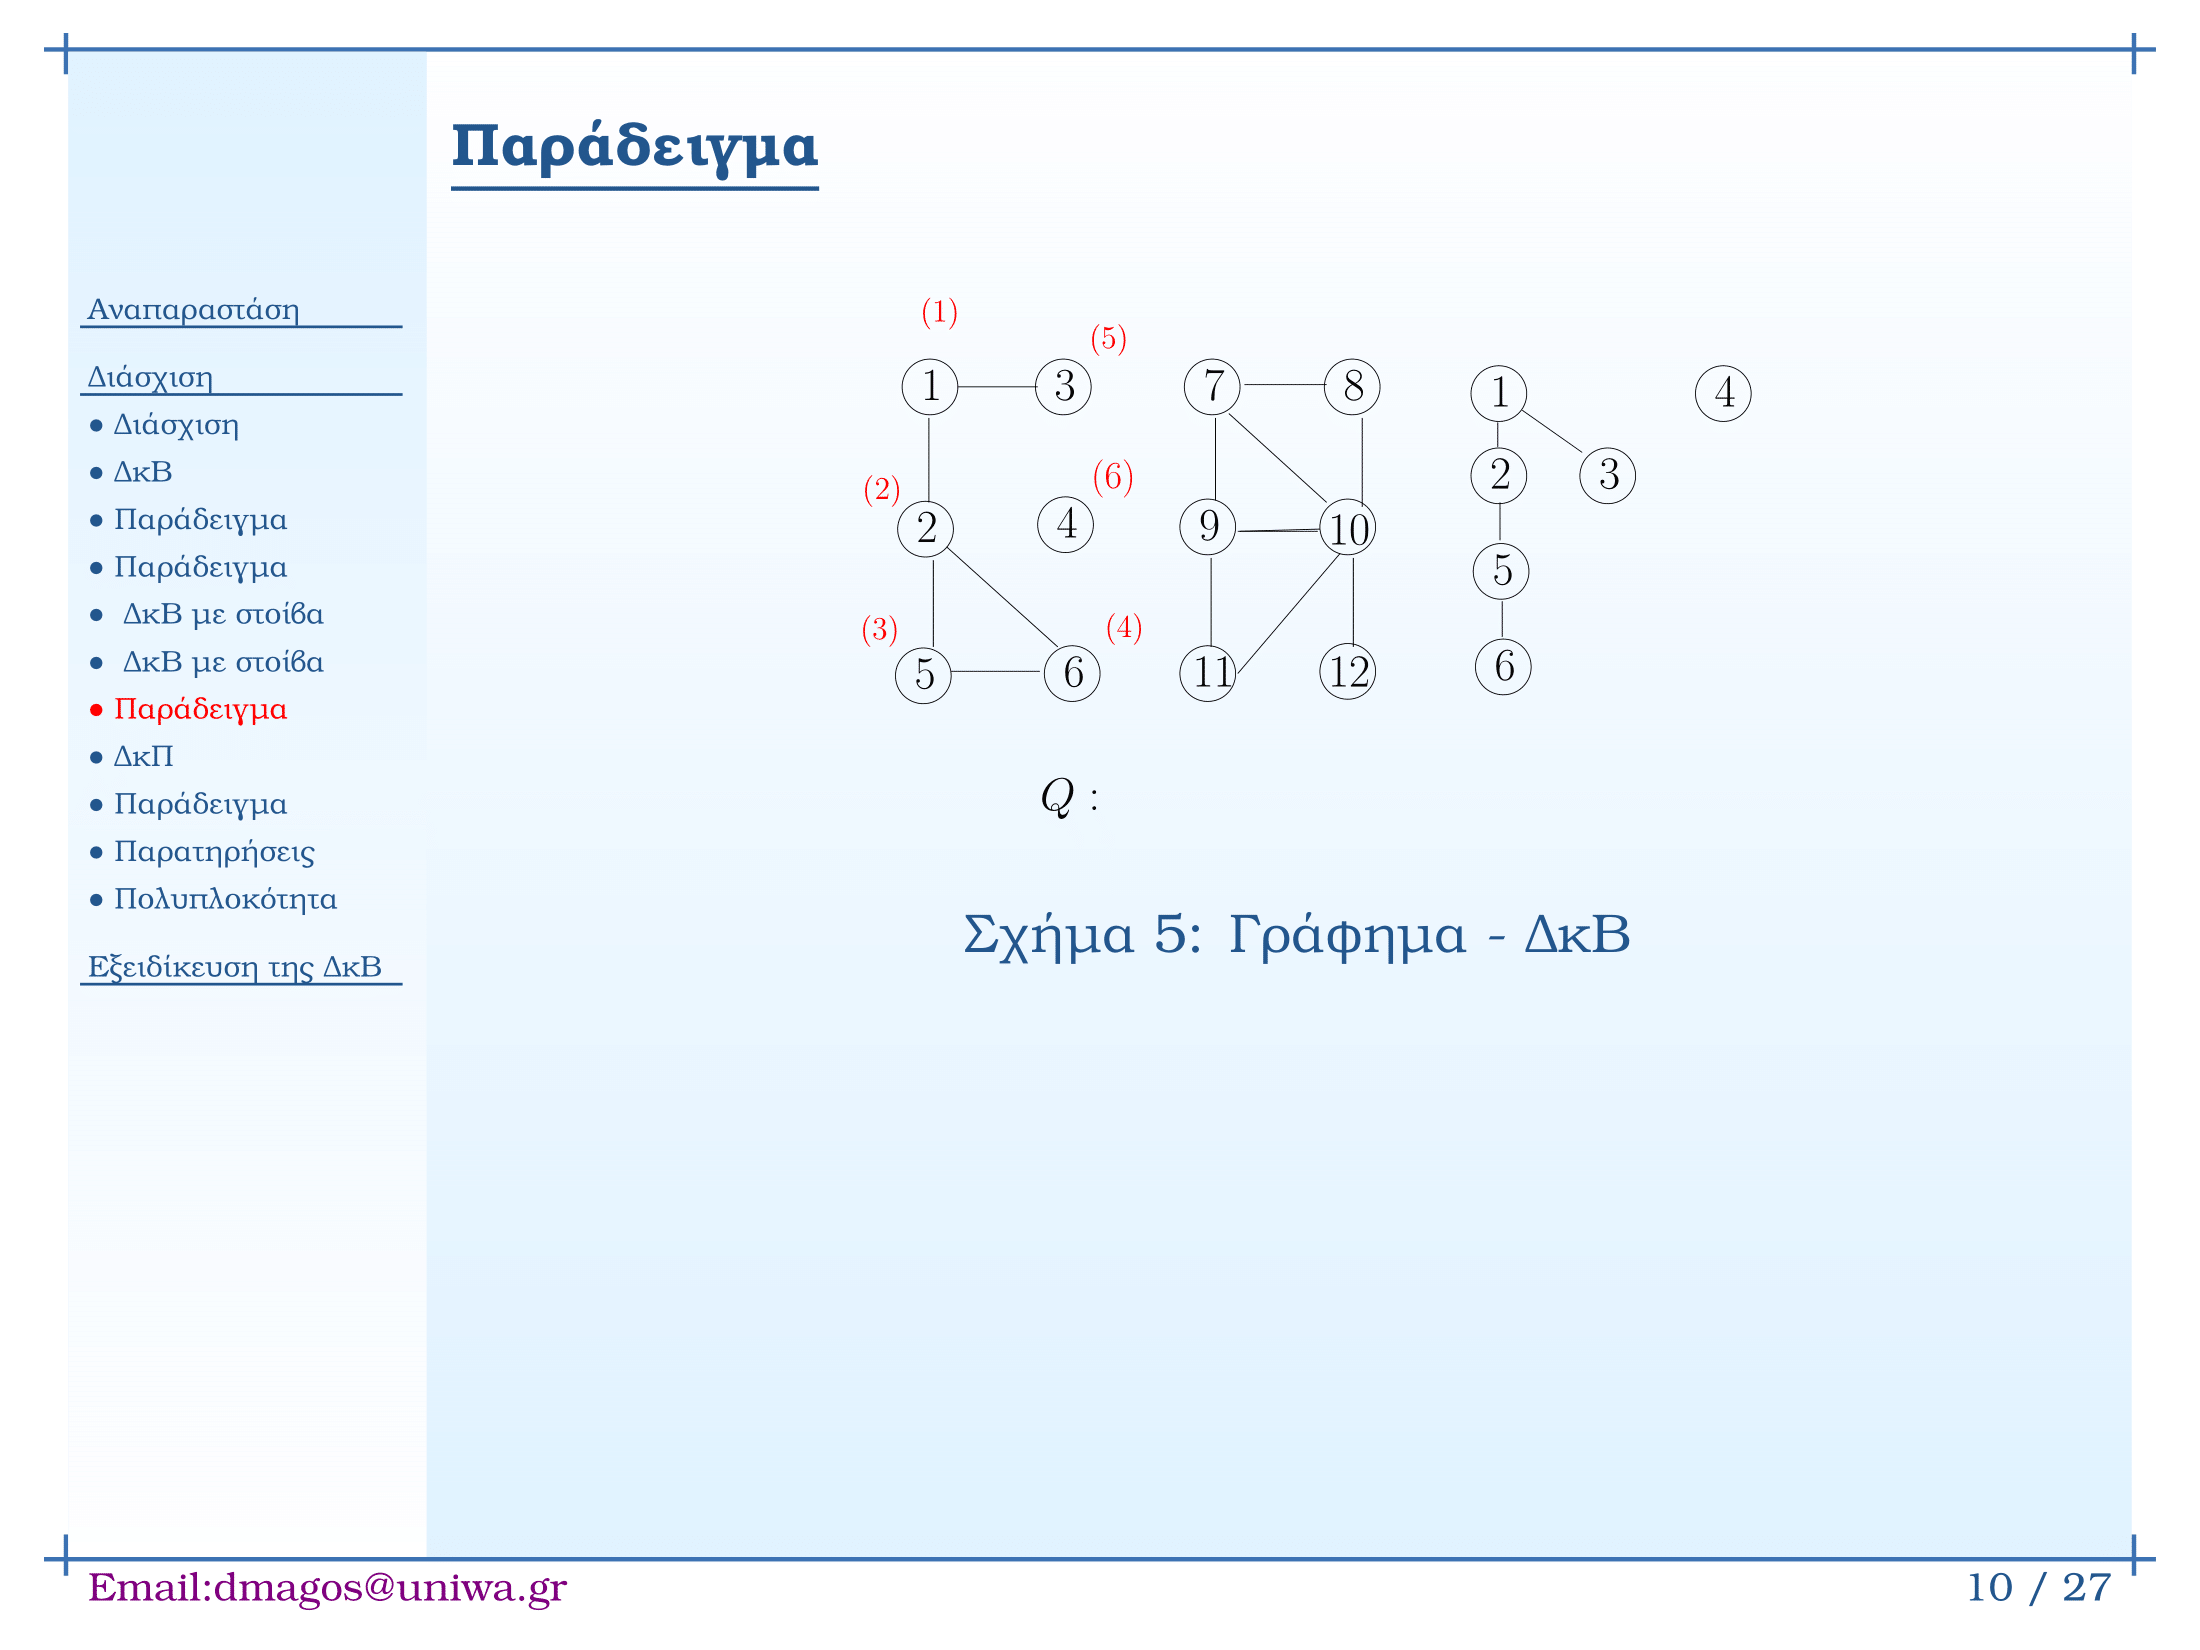 Παράδειγμα
Αναπαραστάση
Διάσχιση
• Διάσχιση
• ΔκΒ
• Παράδειγμα
• Παράδειγμα
• ΔκΒ με στοίβα
• ΔκΒ με στοίβα
• Παράδειγμα
• ΔκΠ
• Παράδειγμα
• Παρατηρήσεις
• Πολυπλοκότητα
Εξειδίκευση της ΔκΒ
(1)
(5)
1 3 7 8 1 4
(2) (6) 2 3
2 4 9 10
5
(3) (4)
5 6 11 12 6
Q :
Σχήμα 5: Γράφημα - ΔκΒ
Email:dmagos@uniwa.gr
10 / 27